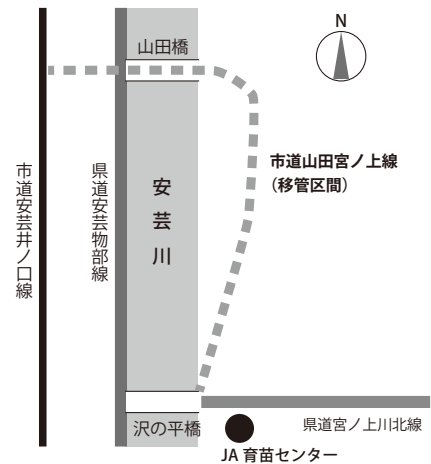 N
山田橋
市道山田宮ノ上線
（移管区間）
市道安芸井ノ口線
県道安芸物部線
安芸川
沢の平橋
県道宮ノ上川北線
JA 育苗センター